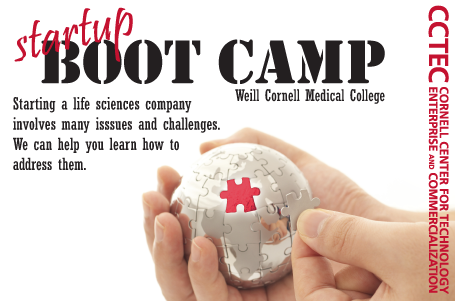 startup
BOOT CAMP
Weill Cornell Medical College
Starting a life sciences company
involves many isssues and challenges.
We can help you learn how to
address them.
CCTEC
CORNELL CENTER FOR TECHNOLOGY
ENTERPRISE AND COMMERCIALIZATION